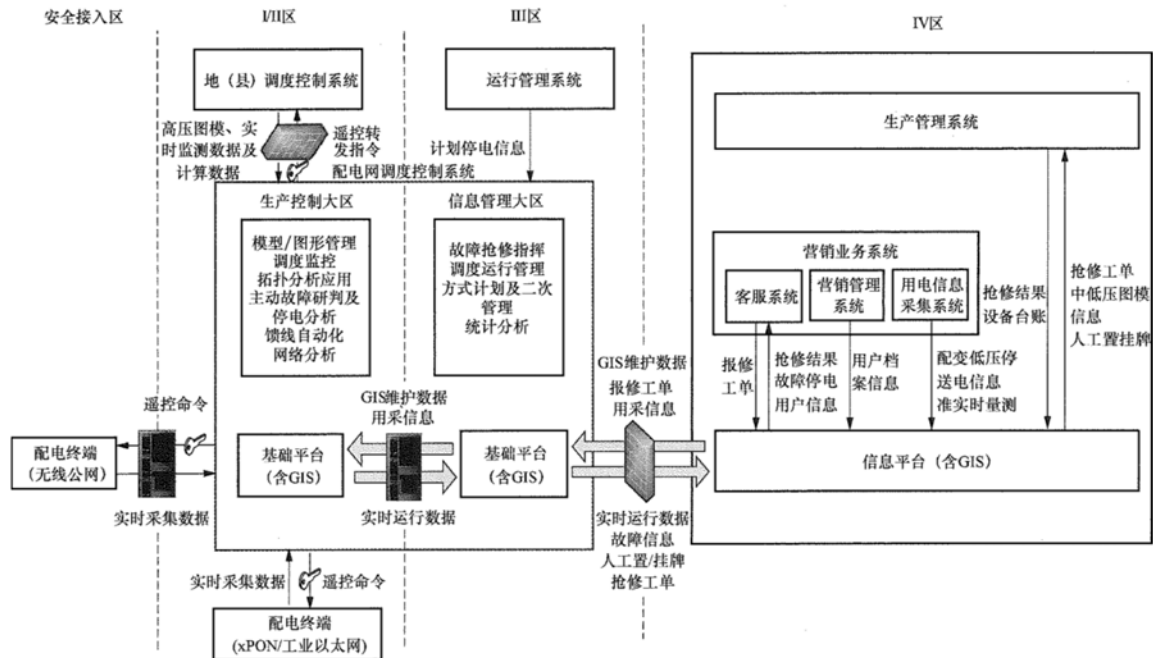 安全接入区
I/II区
III区
IV区
地（县）调度控制系统
运行管理系统
生产管理系统
高压图模、实
时监测数据及
计算数据
遥控转
发指令
计划停电信息
配电网调度控制系统
生产控制大区
信息管理大区
模型/图形管理
调度监控
拓扑分析应用
主动故障研判及
停电分析
馈线自动化
网络分析
故障抢修指挥
调度运行管理
方式计划及二次
管理
统计分析
营销业务系统
客服系统
营销管理
系统
用电信息
采集系统
抢修结果
设备台账
抢修工单
中低压图模
信息
人工置挂牌
报修
工单
抢修结果
故障停电
用户信息
用户档
案信息
配变低压停
送电信息
准实时量测
GIS维护数据
报修工单
用采信息
GIS维护数据
用采信息
遥控命令
配电终端
(无线公网)
基础平台
(含GIS)
基础平台
(含GIS)
信息平台(含GIS)
实时采集数据
实时运行数据
实时运行数据
故障信息
人工置/挂牌
抢修工单
实时采集数据
遥控命令
配电终端
(xPON/工业以太网)